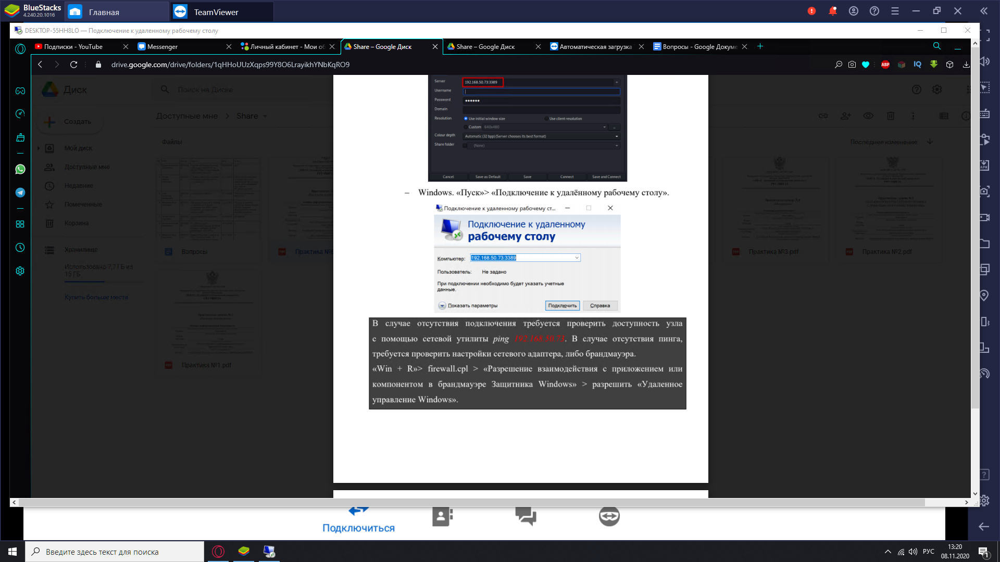 BlueStacks
4.240.20.1016
Главная
TeamViewer
DESKTOP-55HH8LO — Подключение к удаленному рабочему столу
Подписки - YouTube
Messenger
Личный кабинет - Мои об
Share – Google Диск
Share – Google Диск
Автоматическая загрузка
Вопросы - Google Докуме
drive.google.com/drive/folders/1qHHoUUzXqps99Y8O6LrayikhYNbKqRO9
ABP
IQ
Диск
Поиск на Диске
Доступные мне
Share
Создать
Файлы
Последнее изменение
Мой диск
Доступные мне
Недавние
Помеченные
Корзина
Хранилище
Использовано 7,7 ГБ из
15 ГБ
Купить больше места
Вопросы
Практика №6
Практика №3.pdf
Практика №2.pdf
Практика №1.pdf
Server
192.168.50.73:3389
Username
Password
Domain
Resolution
Use initial window size
Use client resolution
Custom
640x480
...
Colour depth
Automatic (32 bpp) (Server chooses its best format)
Share folder
(None)
Cancel
Save as Default
Save
Connect
Save and Connect
– Windows. «Пуск»> «Подключение к удалённому рабочему столу».
Подключение к удаленному рабочему ст...
Подключение к удаленному
рабочему столу
Компьютер:
192.168.50.73:3389
Пользователь:
Не задано
При подключении необходимо будет указать учетные
данные.
Показать параметры
Подключить
Справка
В случае отсутствия подключения требуется проверить доступность узла
с помощью сетевой утилиты ping 192.168.50.73. В случае отсутствия пинга,
требуется проверить настройки сетевого адаптера, либо брандмауэра.
«Win + R»> firewall.cpl > «Разрешение взаимодействия с приложением или
компонентом в брандмауэре Защитника Windows» > разрешить «Удаленное
управление Windows».
Подключиться
Введите здесь текст для поиска
РУС
13:20
08.11.2020
1